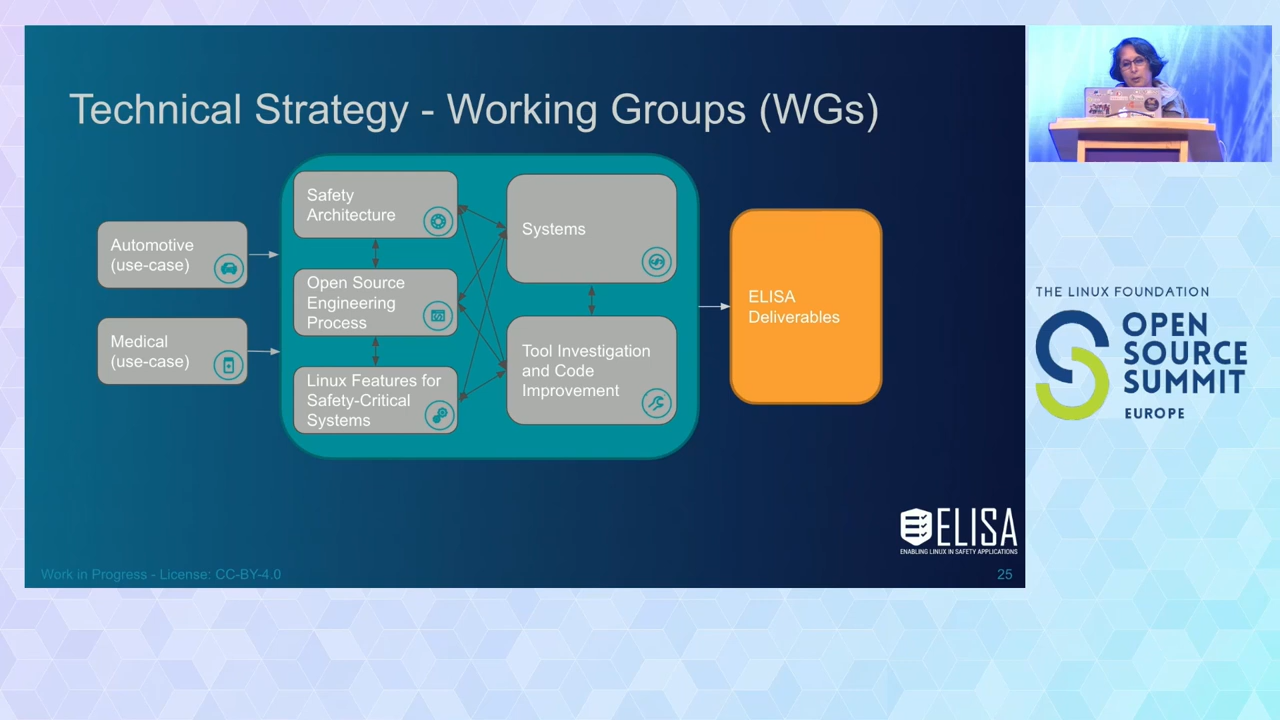 Technical Strategy - Working Groups (WGs)
Automotive
(use-case)
Medical
(use-case)
Safety
Architecture
Open Source
Engineering
Process
Linux Features for
Safety-Critical
Systems
Systems
Tool Investigation
and Code
Improvement
ELISA
Deliverables
ELISA
ENABLING LINUX IN SAFETY APPLICATIONS
Work in Progress - License: CC-BY-4.0
25
THE LINUX FOUNDATION
OPEN
SOURCE
SUMMIT
EUROPE